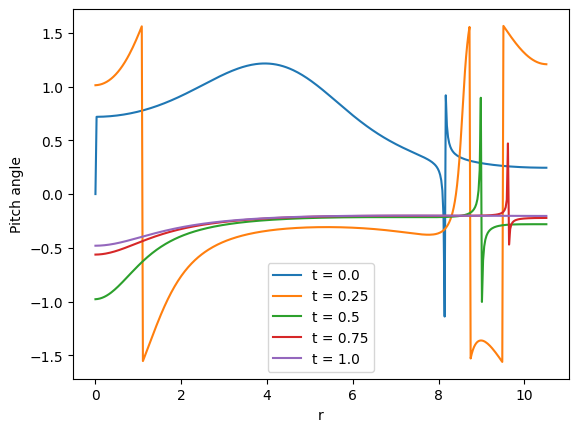 1.5
1.0
0.5
0.0
−0.5
−1.0
−1.5
Pitch angle
t = 0.0
t = 0.25
t = 0.5
t = 0.75
t = 1.0
0 2 4 6 8 10
r